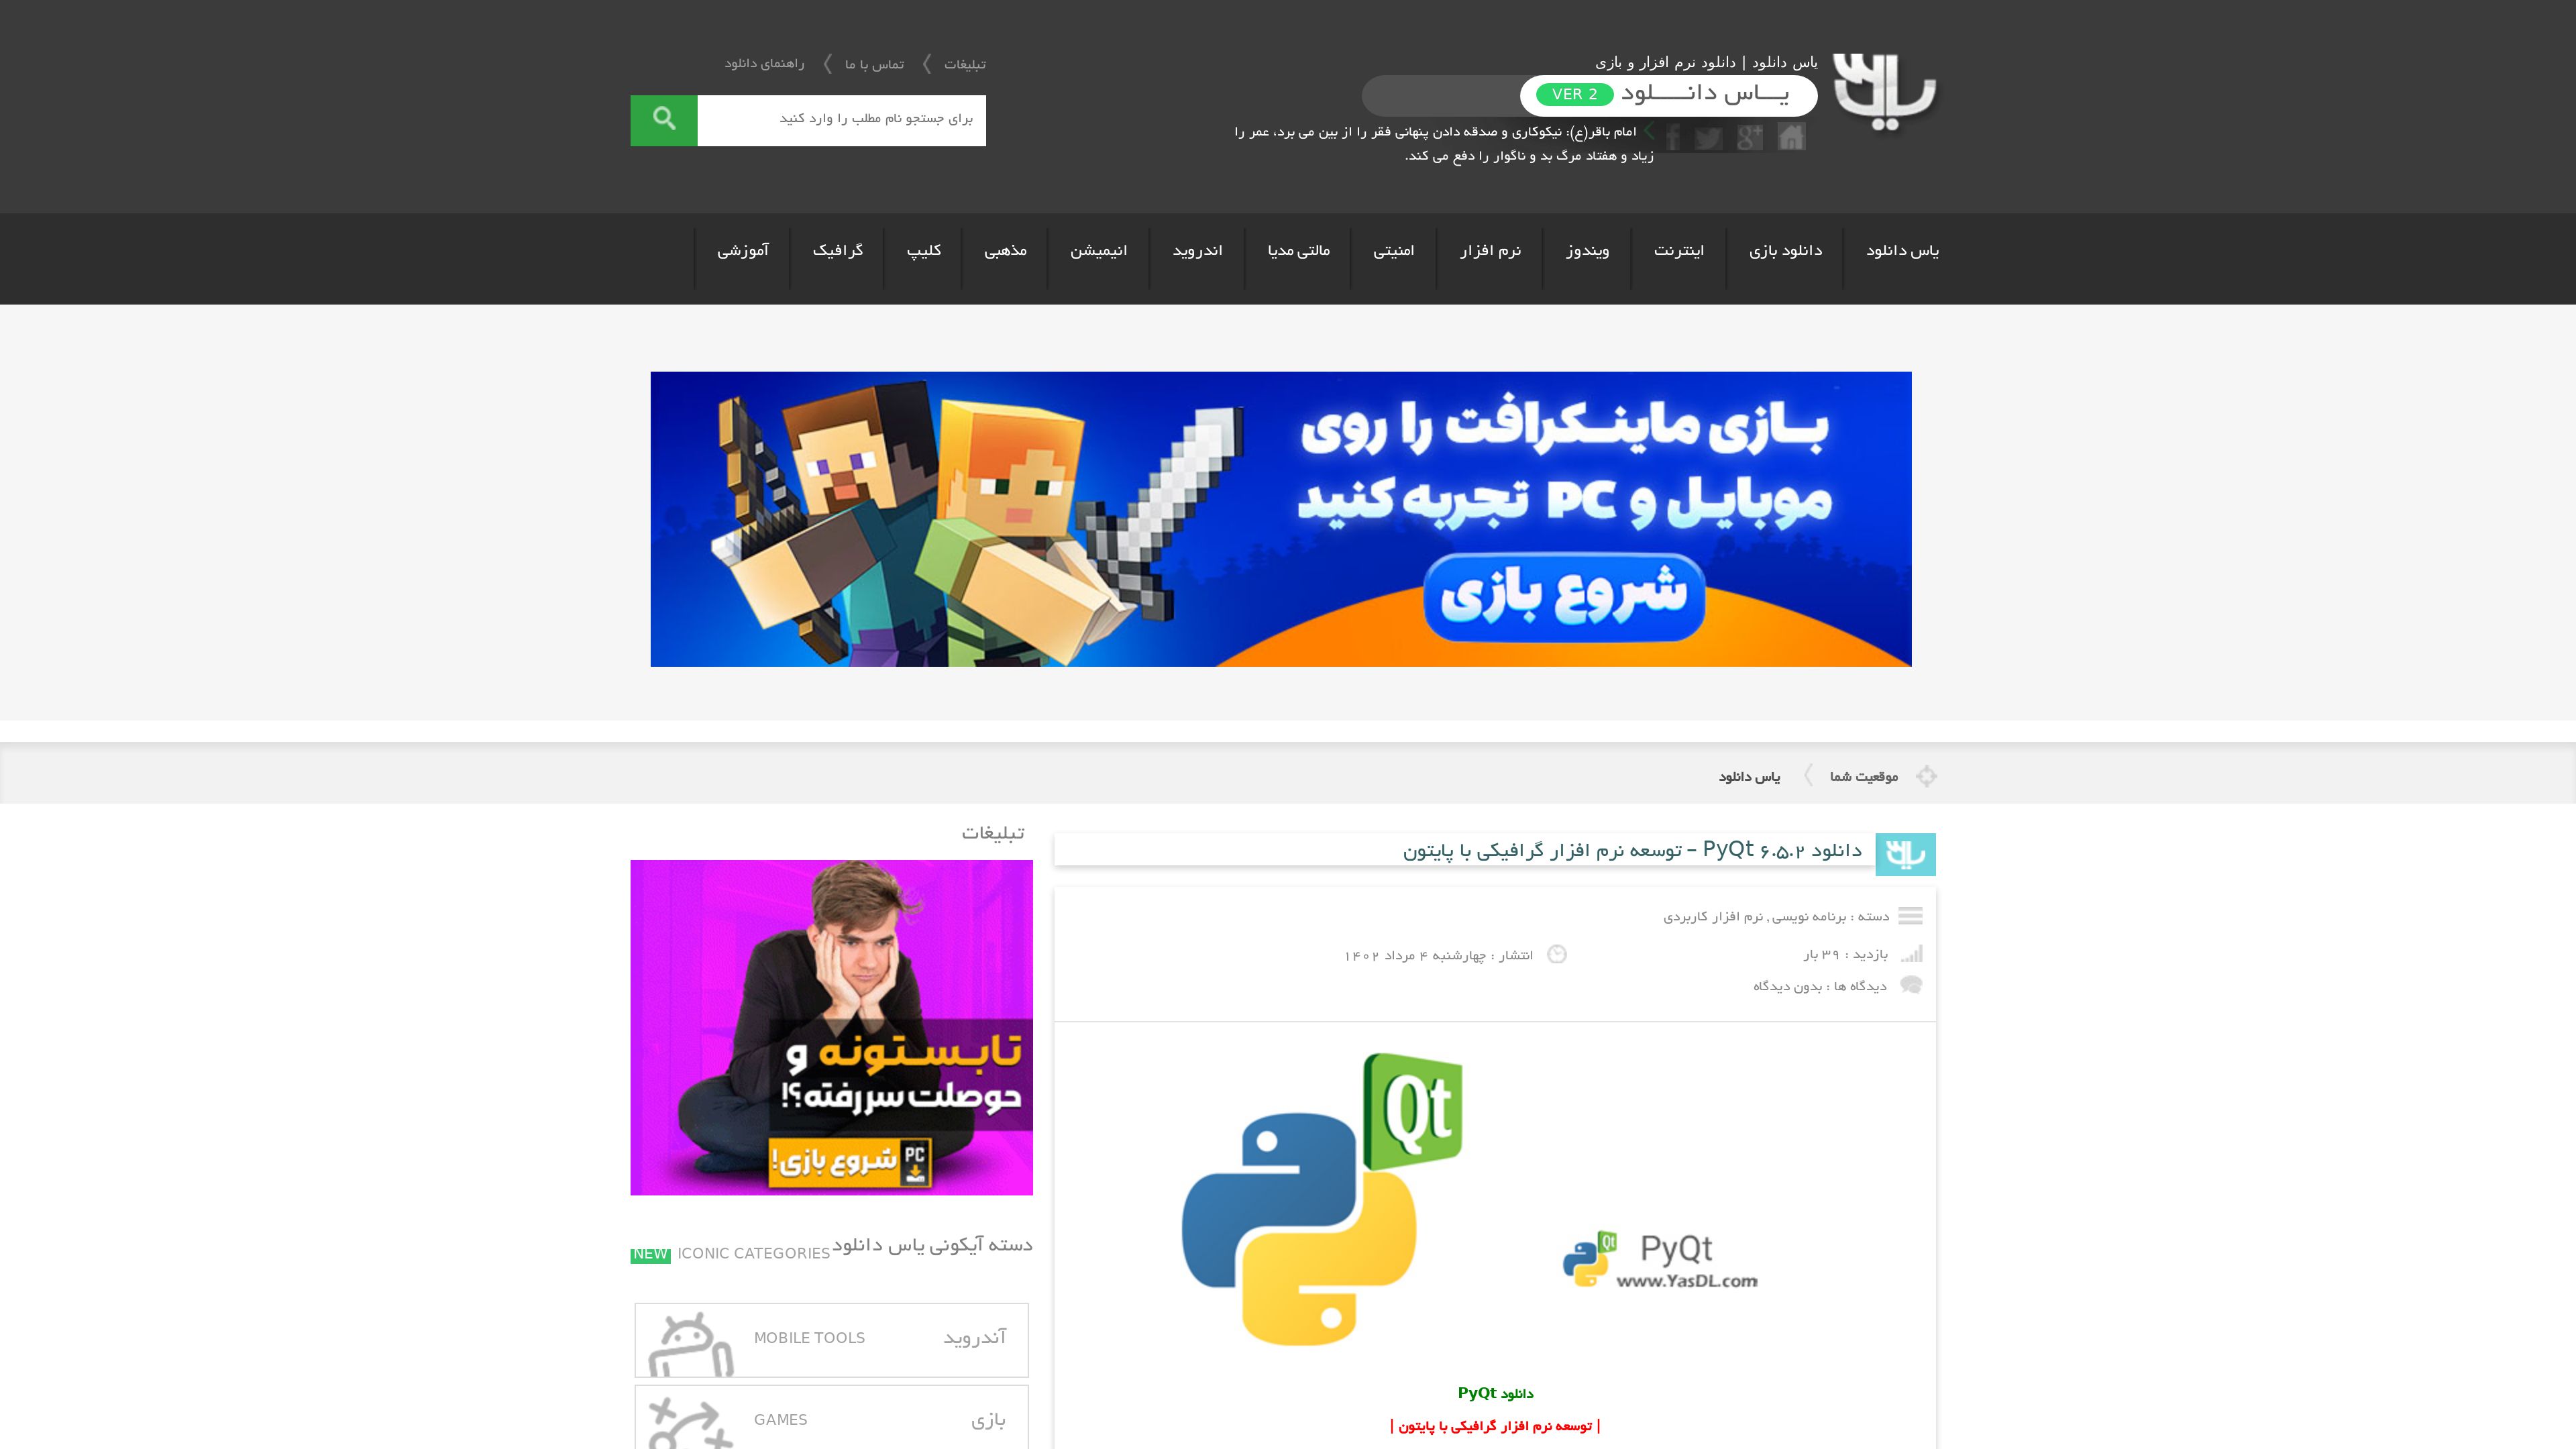 یاس دانلود | دانلود نرم افزار و بازی
یـــاس دانــــــلود VER 2
امام باقر(ع): نیکوکاری و صدقه دادن پنهانی فقر را از بین می برد، عمر را
زیاد و هفتاد مرگ بد و ناگوار را دفع می کند.
تبلیغات
تماس با ما
راهنمای دانلود
برای جستجو نام مطلب را وارد کنید
یاس دانلود
دانلود بازی
اینترنت
ویندوز
نرم افزار
امنیتی
مالتی مدیا
اندروید
انیمیشن
مذهبی
کلیپ
گرافیک
آموزشی
بازی ماینکرافت را روی
موبایل و PC تجربه کنید
شروع بازی
موقعیت شما
یاس دانلود
دانلود PyQt ۶.۵.۲ – توسعه نرم افزار گرافیکی با پایتون
دسته : برنامه نویسی , نرم افزار کاربردی
بازدید : ۳۹ بار
انتشار : چهارشنبه ۴ مرداد ۱۴۰۲
دیدگاه ها : بدون دیدگاه
Qt
PyQt
www.YasDL.com
دانلود PyQt
| توسعه نرم افزار گرافیکی با پایتون |
تبلیغات
تابستونه و
حوصلت سررفته؟!
PC شروع بازی!
دسته آیکونی یاس دانلود ICONIC CATEGORIES NEW
آندروید MOBILE TOOLS
بازی GAMES